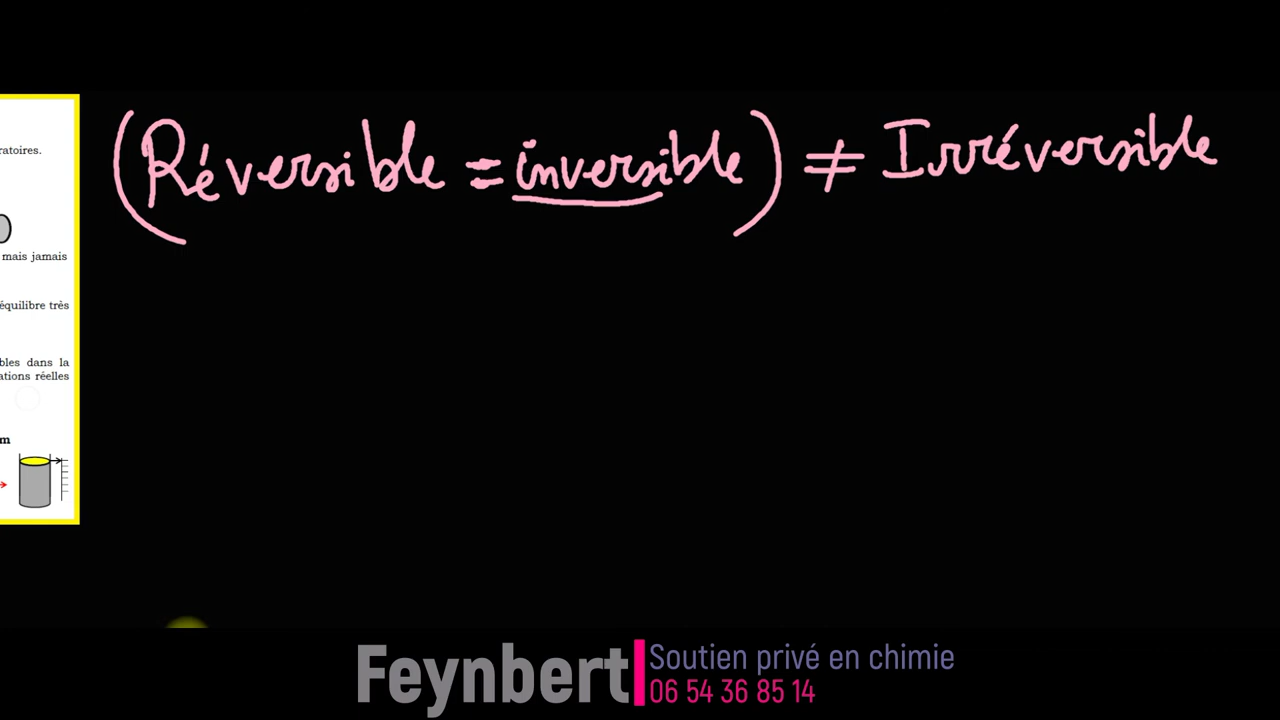 (Réversible = inversible) ≠ Irréversible
ratoires.
mais jamais
équilibre très
bles dans la
ations réelles
m
Feynbert
Soutien privé en chimie
06 54 36 85 14